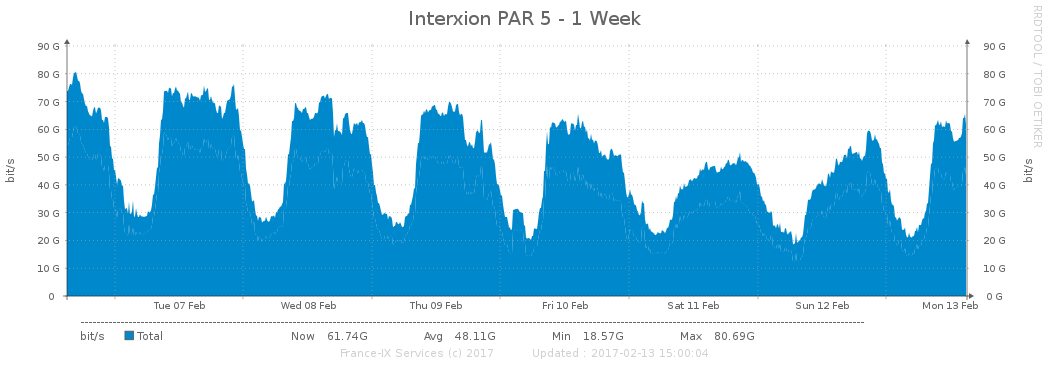 Interxion PAR 5 - 1 Week
RRDTOOL / TOBI OETIKER
bit/s
bit/s
90 G 90 G
80 G 80 G
70 G 70 G
60 G 60 G
50 G 50 G
40 G 40 G
30 G 30 G
20 G 20 G
10 G 10 G
0 0 G
Tue 07 Feb Wed 08 Feb Thu 09 Feb Fri 10 Feb Sat 11 Feb Sun 12 Feb Mon 13 Feb
bit/s Total Now 61.74G Avg 48.11G Min 18.57G Max 80.69G
France-IX Services (c) 2017 Updated : 2017-02-13 15:00:04